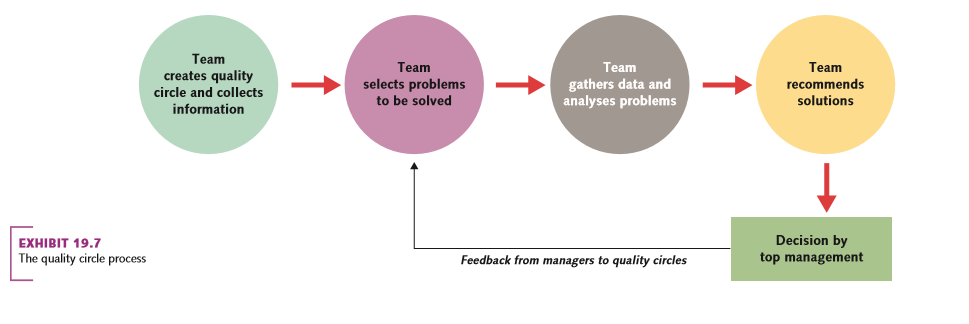 Team
creates quality
circle and collects
information
Team
selects problems
to be solved
Team
gathers data and
analyses problems
Team
recommends
solutions
Decision by
top management
Feedback from managers to quality circles
EXHIBIT 19.7
The quality circle process